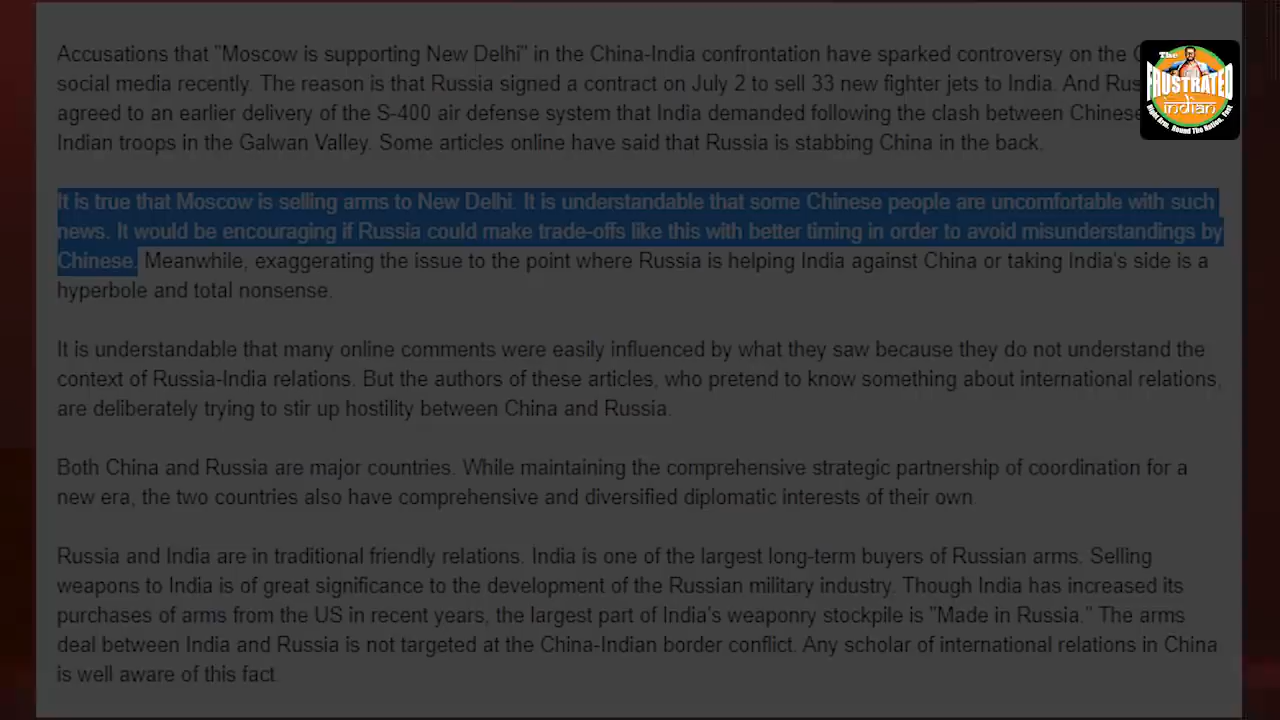 Accusations that "Moscow is supporting New Delhi" in the China-India confrontation have sparked controversy on the
social media recently. The reason is that Russia signed a contract on July 2 to sell 33 new fighter jets to India. And
agreed to an earlier delivery of the S-400 air defense system that India demanded following the clash between Chinese
Indian troops in the Galwan Valley. Some articles online have said that Russia is stabbing China in the back.
It is true that Moscow is selling arms to New Delhi. It is understandable that some Chinese people are uncomfortable with such
news. It would be encouraging if Russia could make trade-offs like this with better timing in order to avoid misunderstandings by
Chinese. Meanwhile, exaggerating the issue to the point where Russia is helping India against China or taking India's side is a
hyperbole and total nonsense.
It is understandable that many online comments were easily influenced by what they saw because they do not understand the
context of Russia-India relations. But the authors of these articles, who pretend to know something about international relations,
are deliberately trying to stir up hostility between China and Russia.
Both China and Russia are major countries. While maintaining the comprehensive strategic partnership of coordination for a
new era, the two countries also have comprehensive and diversified diplomatic interests of their own.
Russia and India are in traditional friendly relations. India is one of the largest long-term buyers of Russian arms. Selling
weapons to India is of great significance to the development of the Russian military industry. Though India has increased its
purchases of arms from the US in recent years, the largest part of India's weaponry stockpile is "Made in Russia." The arms
deal between India and Russia is not targeted at the China-Indian border conflict. Any scholar of international relations in China
is well aware of this fact
The
FRUSTRATED
indian
Right Arm. Round The Nation. Fast